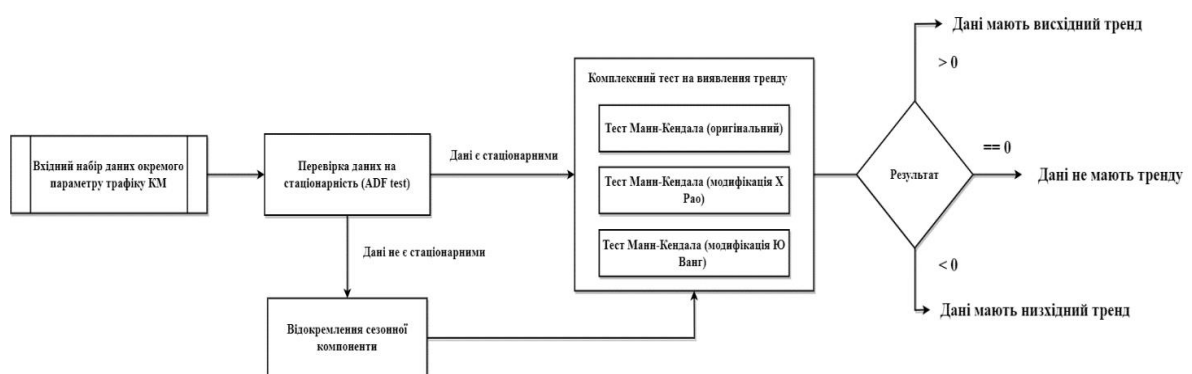 Вхідний набір даних окремого
параметру трафіку КМ
Перевірка даних на
стаціонарність (ADF test)
Дані є стаціонарними
Дані не є стаціонарними
Відокремлення сезонної
компоненти
Комплексний тест на виявлення тренду
Тест Манн-Кендала (оригінальний)
Тест Манн-Кендала (модифікація Х
Рао)
Тест Манн-Кендала (модифікація Ю
Ванг)
Результат
> 0
Дані мають висхідний тренд
== 0
Дані не мають тренду
< 0
Дані мають низхідний тренд